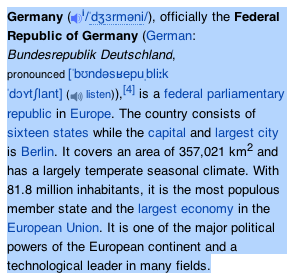 Germany (/ˈdʒɜrməni/), officially the Federal
Republic of Germany (German:
Bundesrepublik Deutschland,
pronounced [ˈbʊndəsʁepuˌbliːk
ˈdɔʏtʃlant] (listen)),[4] is a federal parliamentary
republic in Europe. The country consists of
sixteen states while the capital and largest city
is Berlin. It covers an area of 357,021 km2 and
has a largely temperate seasonal climate. With
81.8 million inhabitants, it is the most populous
member state and the largest economy in the
European Union. It is one of the major political
powers of the European continent and a
technological leader in many fields.